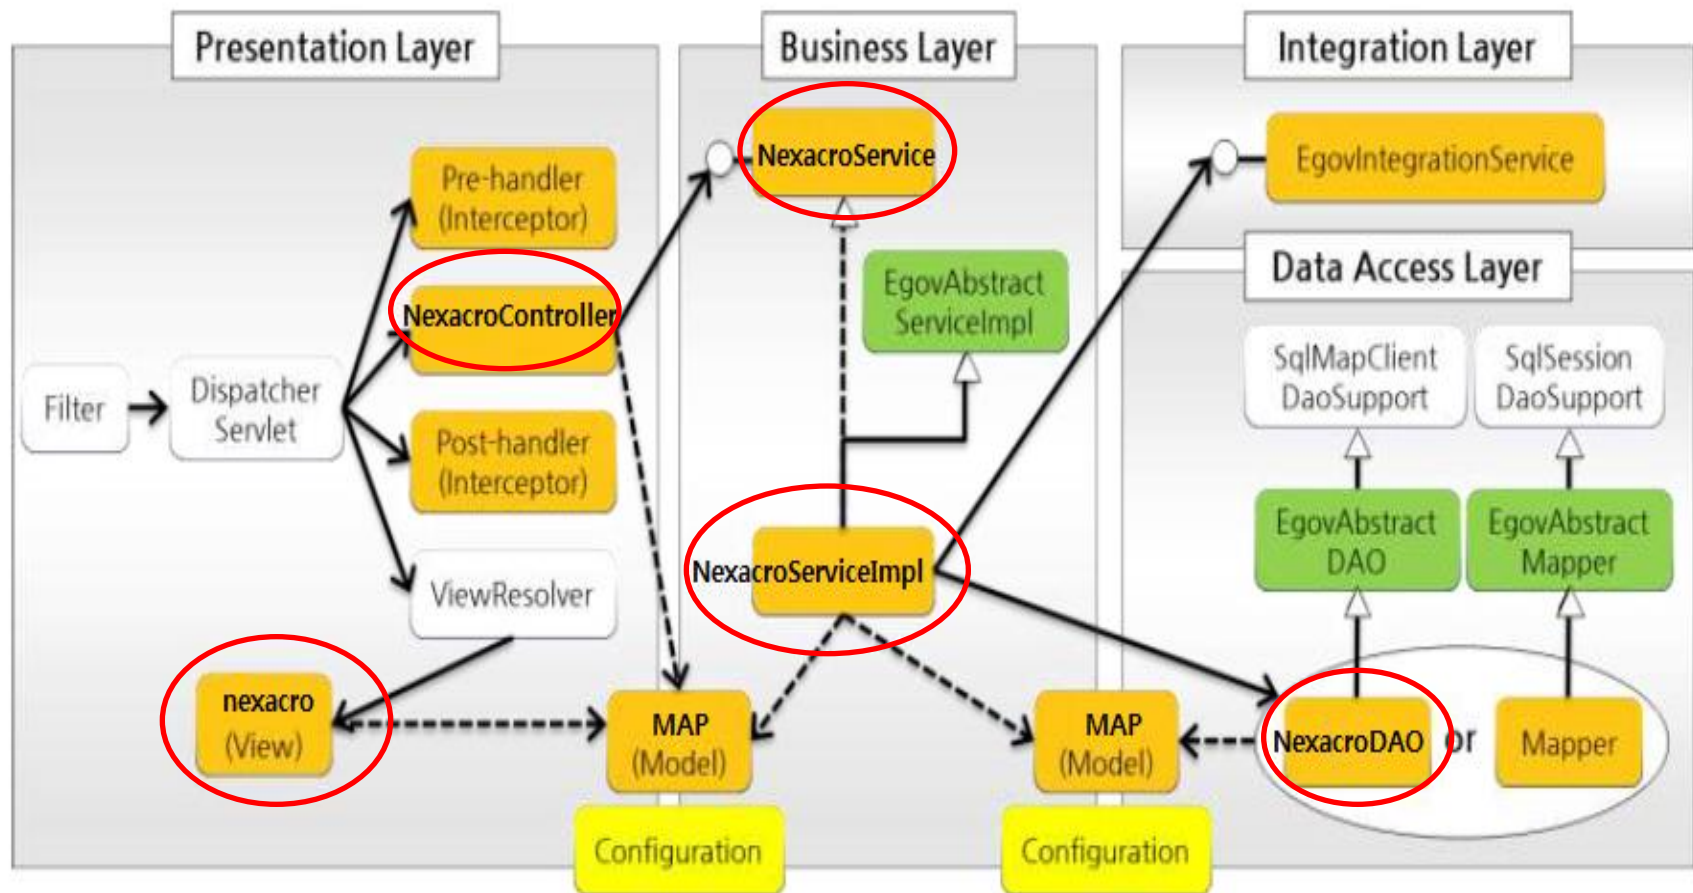 Presentation Layer
Business Layer
Integration Layer
Pre-handler
(Interceptor)
NexacroController
Filter
Dispatcher
Servlet
Post-handler
(Interceptor)
ViewResolver
nexacro
(View)
MAP
(Model)
Configuration
NexacroService
EgovAbstract
ServiceImpl
NexacroServiceImpl
MAP
(Model)
Configuration
EgovIntegrationService
Data Access Layer
SqlMapClient
DaoSupport
SqlSession
DaoSupport
EgovAbstract
DAO
EgovAbstract
Mapper
NexacroDAO
or
Mapper